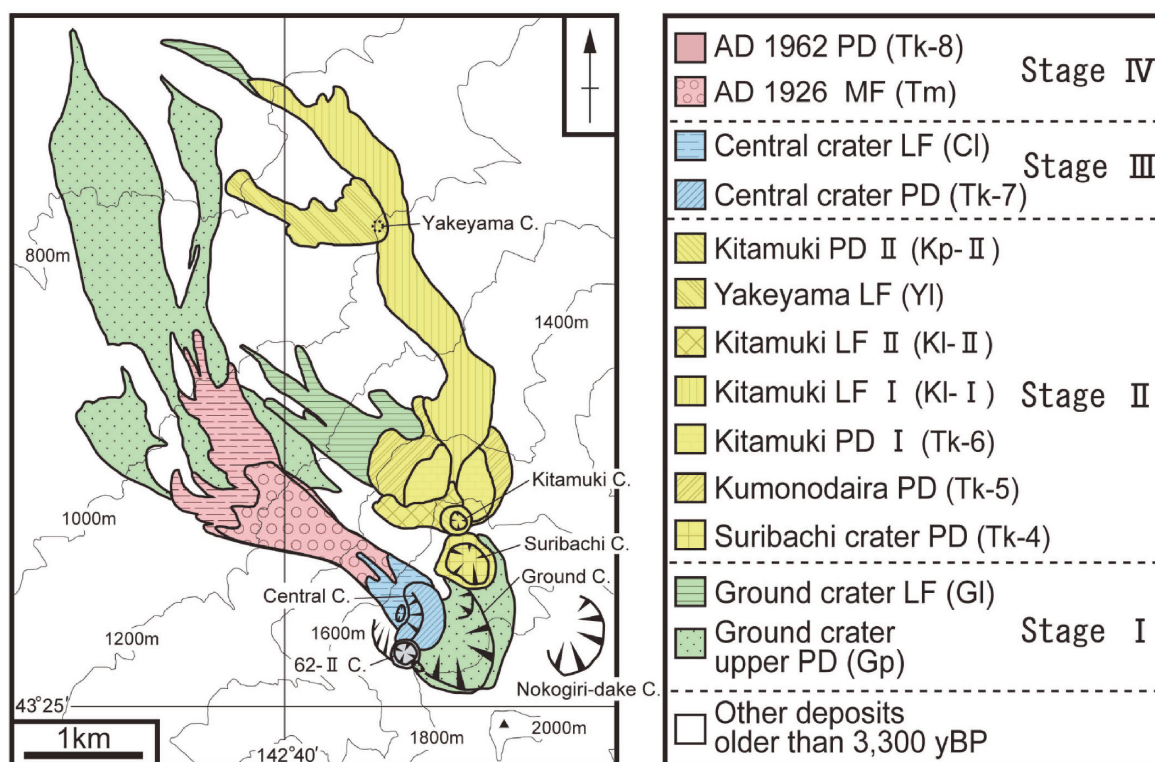 800m
Yakeyama C.
1400m
Kitamuki C.
1000m
Suribachi C.
Ground C.
Central C.
1200m
1600m
62-Ⅱ C.
Nokogiri-dake C.
43°25′
1km
142°40′
1800m
2000m
AD 1962 PD (Tk-8)
Stage Ⅳ
AD 1926 MF (Tm)
Central crater LF (Cl)
Stage Ⅲ
Central crater PD (Tk-7)
Kitamuki PD Ⅱ (Kp-Ⅱ)
Yakeyama LF (Yl)
Kitamuki LF Ⅱ (Kl-Ⅱ)
Kitamuki LF Ⅰ (Kl-Ⅰ)
Stage Ⅱ
Kitamuki PD Ⅰ (Tk-6)
Kumonodaira PD (Tk-5)
Suribachi crater PD (Tk-4)
Ground crater LF (Gl)
Stage Ⅰ
Ground crater
upper PD (Gp)
Other deposits
older than 3,300 yBP